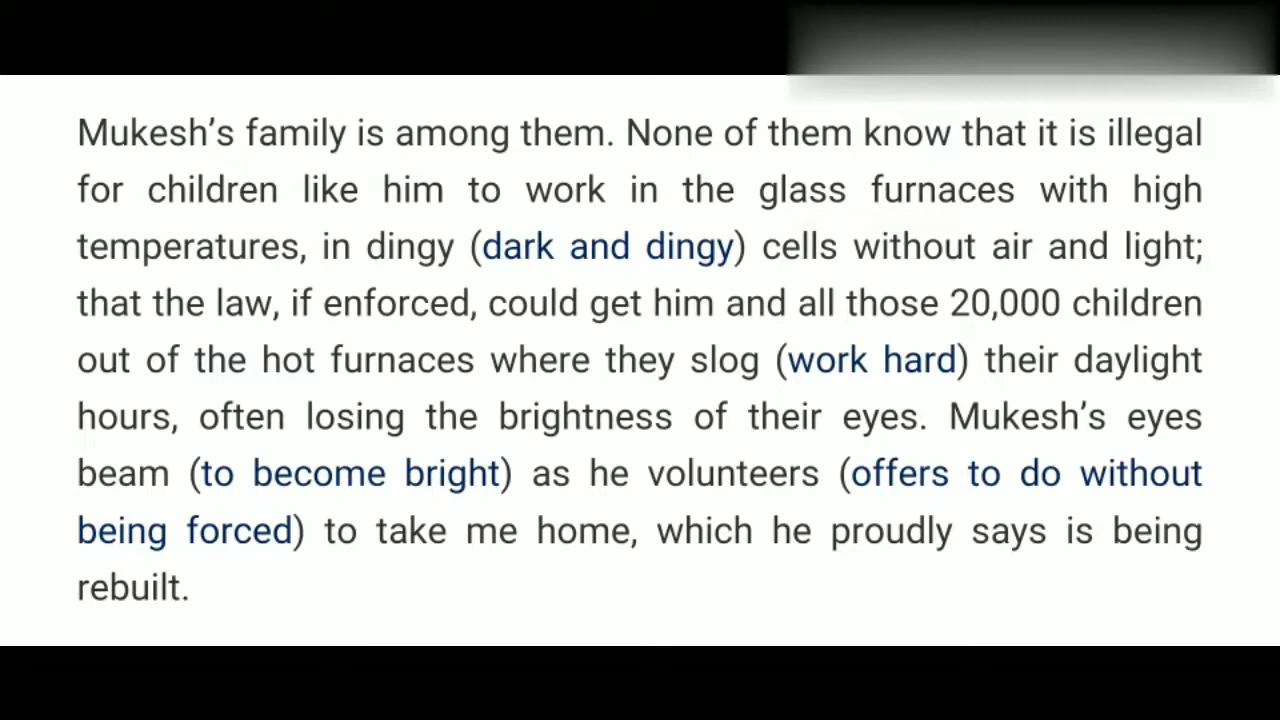 Mukesh’s family is among them. None of them know that it is illegal
for children like him to work in the glass furnaces with high
temperatures, in dingy (dark and dingy) cells without air and light;
that the law, if enforced, could get him and all those 20,000 children
out of the hot furnaces where they slog (work hard) their daylight
hours, often losing the brightness of their eyes. Mukesh’s eyes
beam (to become bright) as he volunteers (offers to do without
being forced) to take me home, which he proudly says is being
rebuilt.